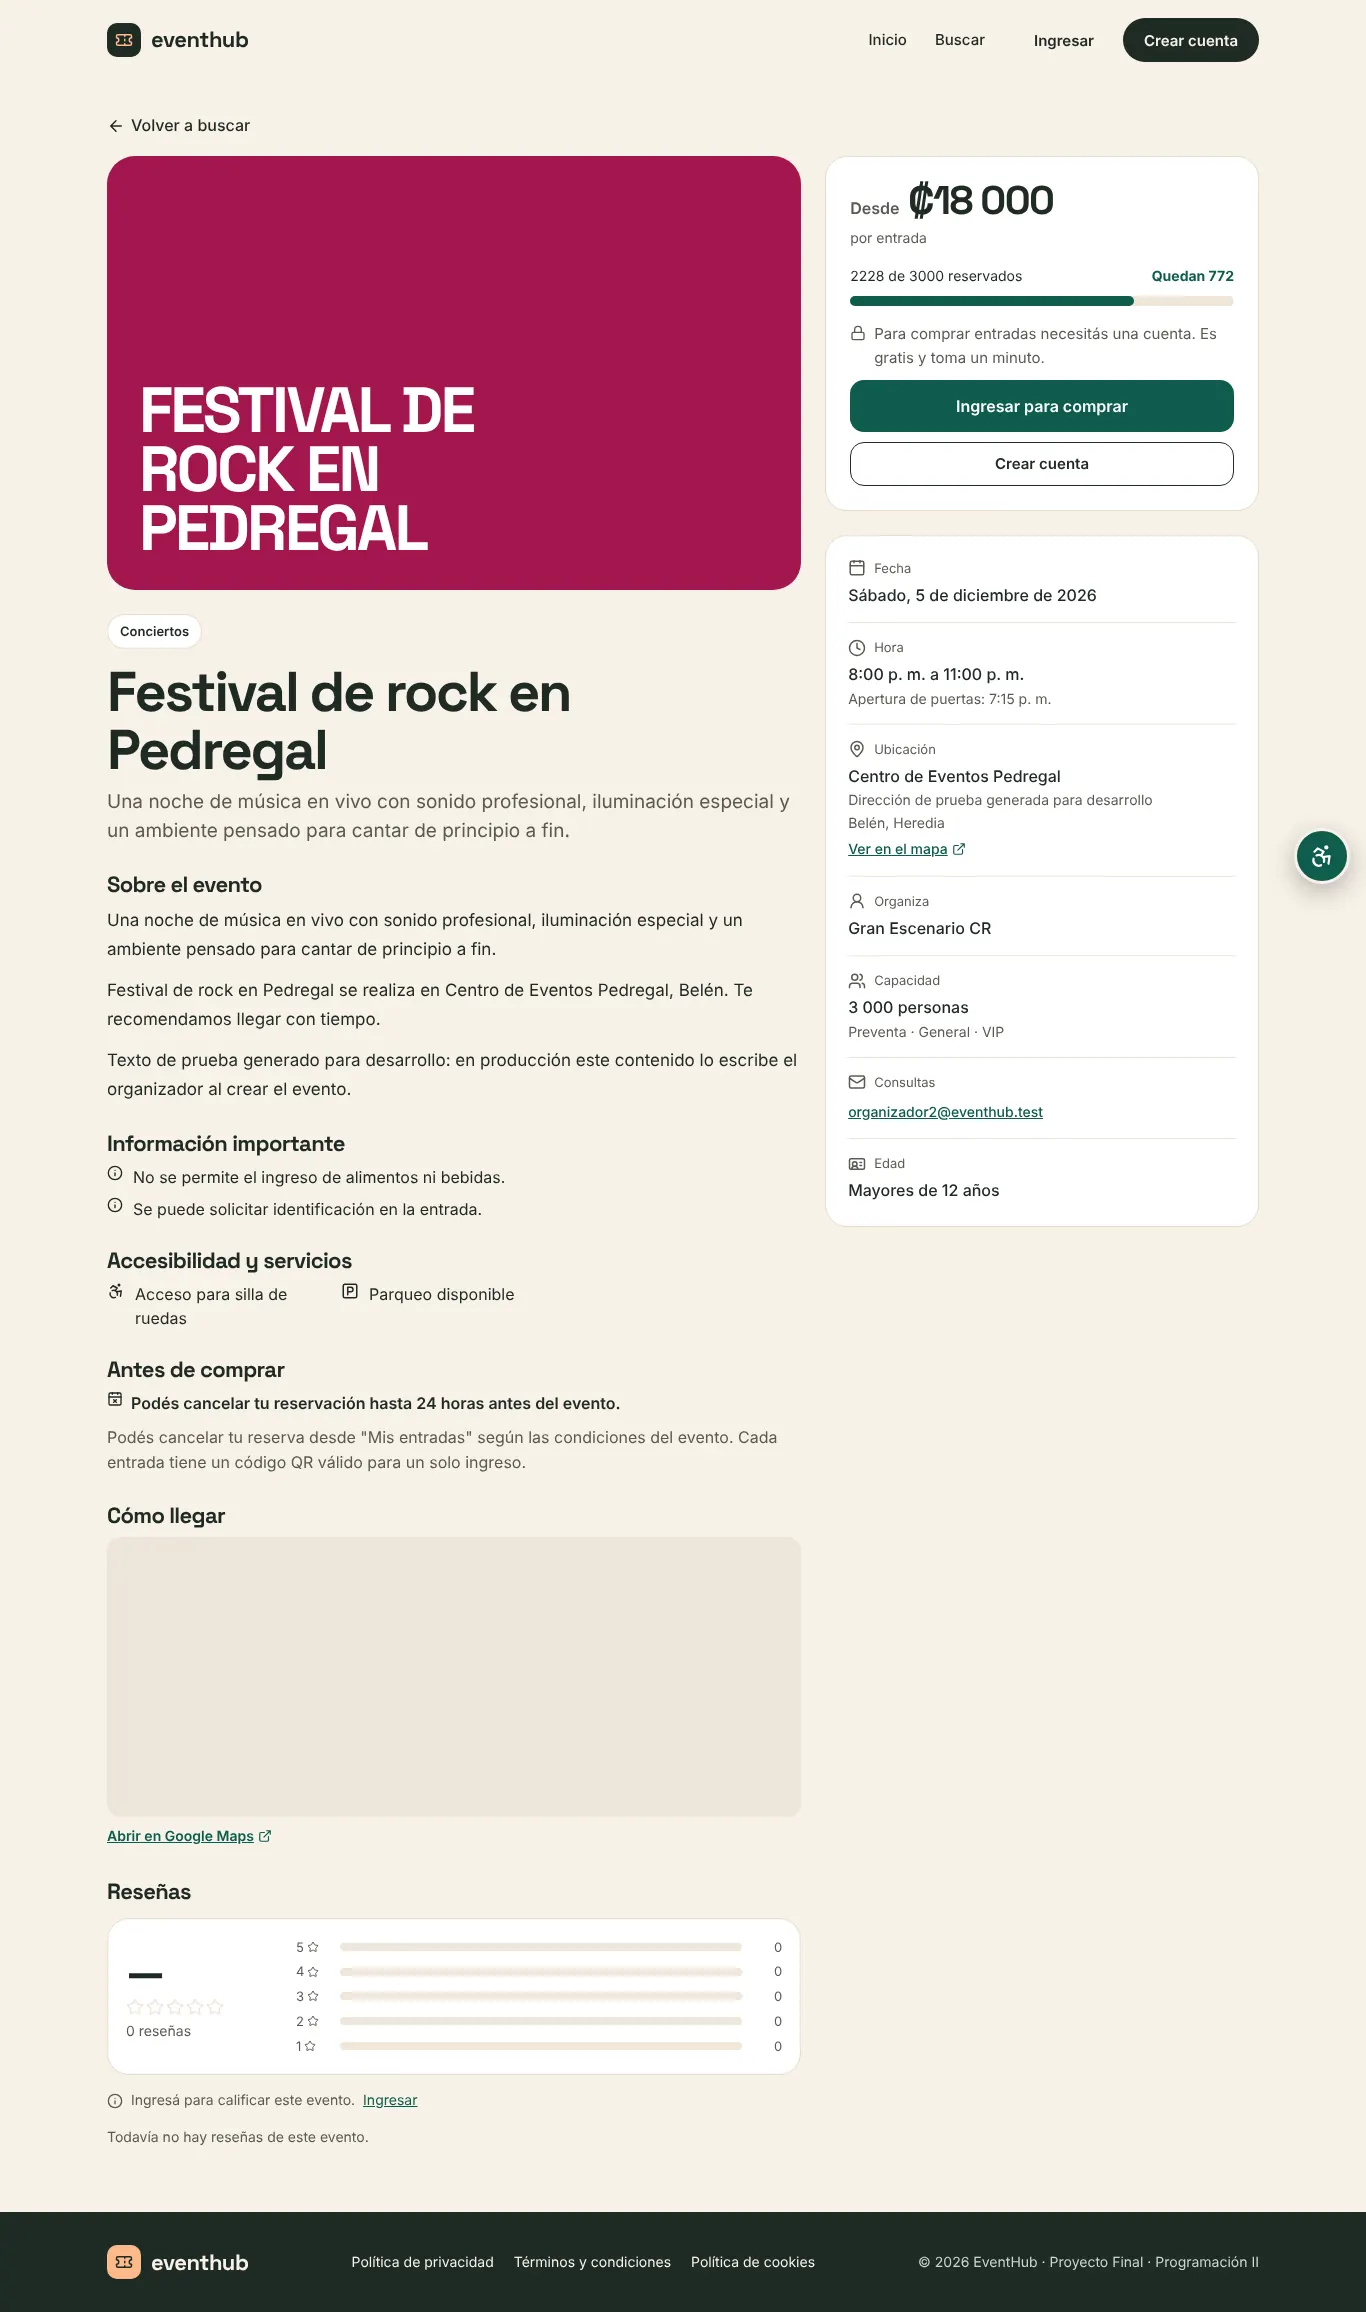 eventhub
Inicio
Buscar
Ingresar
Crear cuenta
Volver a buscar
FESTIVAL DE
ROCK EN
PEDREGAL
Conciertos
Festival de rock en
Pedregal
Una noche de música en vivo con sonido profesional, iluminación especial y
un ambiente pensado para cantar de principio a fin.
Sobre el evento
Una noche de música en vivo con sonido profesional, iluminación especial y un
ambiente pensado para cantar de principio a fin.
Festival de rock en Pedregal se realiza en Centro de Eventos Pedregal, Belén. Te
recomendamos llegar con tiempo.
Texto de prueba generado para desarrollo: en producción este contenido lo escribe el
organizador al crear el evento.
Información importante
No se permite el ingreso de alimentos ni bebidas.
Se puede solicitar identificación en la entrada.
Accesibilidad y servicios
Acceso para silla de
ruedas
Parqueo disponible
Antes de comprar
Podés cancelar tu reservación hasta 24 horas antes del evento.
Podés cancelar tu reserva desde "Mis entradas" según las condiciones del evento. Cada
entrada tiene un código QR válido para un solo ingreso.
Cómo llegar
Abrir en Google Maps
Reseñas
—
0 reseñas
5 0
4 0
3 0
2 0
1 0
Ingresá para calificar este evento. Ingresar
Todavía no hay reseñas de este evento.
Desde ₡18 000
por entrada
2228 de 3000 reservados
Quedan 772
Para comprar entradas necesitás una cuenta. Es
gratis y toma un minuto.
Ingresar para comprar
Crear cuenta
Fecha
Sábado, 5 de diciembre de 2026
Hora
8:00 p. m. a 11:00 p. m.
Apertura de puertas: 7:15 p. m.
Ubicación
Centro de Eventos Pedregal
Dirección de prueba generada para desarrollo
Belén, Heredia
Ver en el mapa
Organiza
Gran Escenario CR
Capacidad
3 000 personas
Preventa · General · VIP
Consultas
organizador2@eventhub.test
Edad
Mayores de 12 años
eventhub
Política de privacidad
Términos y condiciones
Política de cookies
© 2026 EventHub · Proyecto Final · Programación II